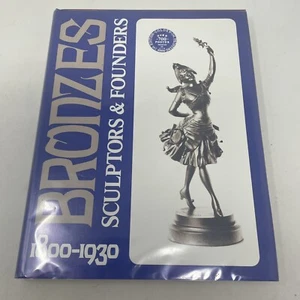 BRONZES
SCULPTORS & FOUNDERS
1800-1930